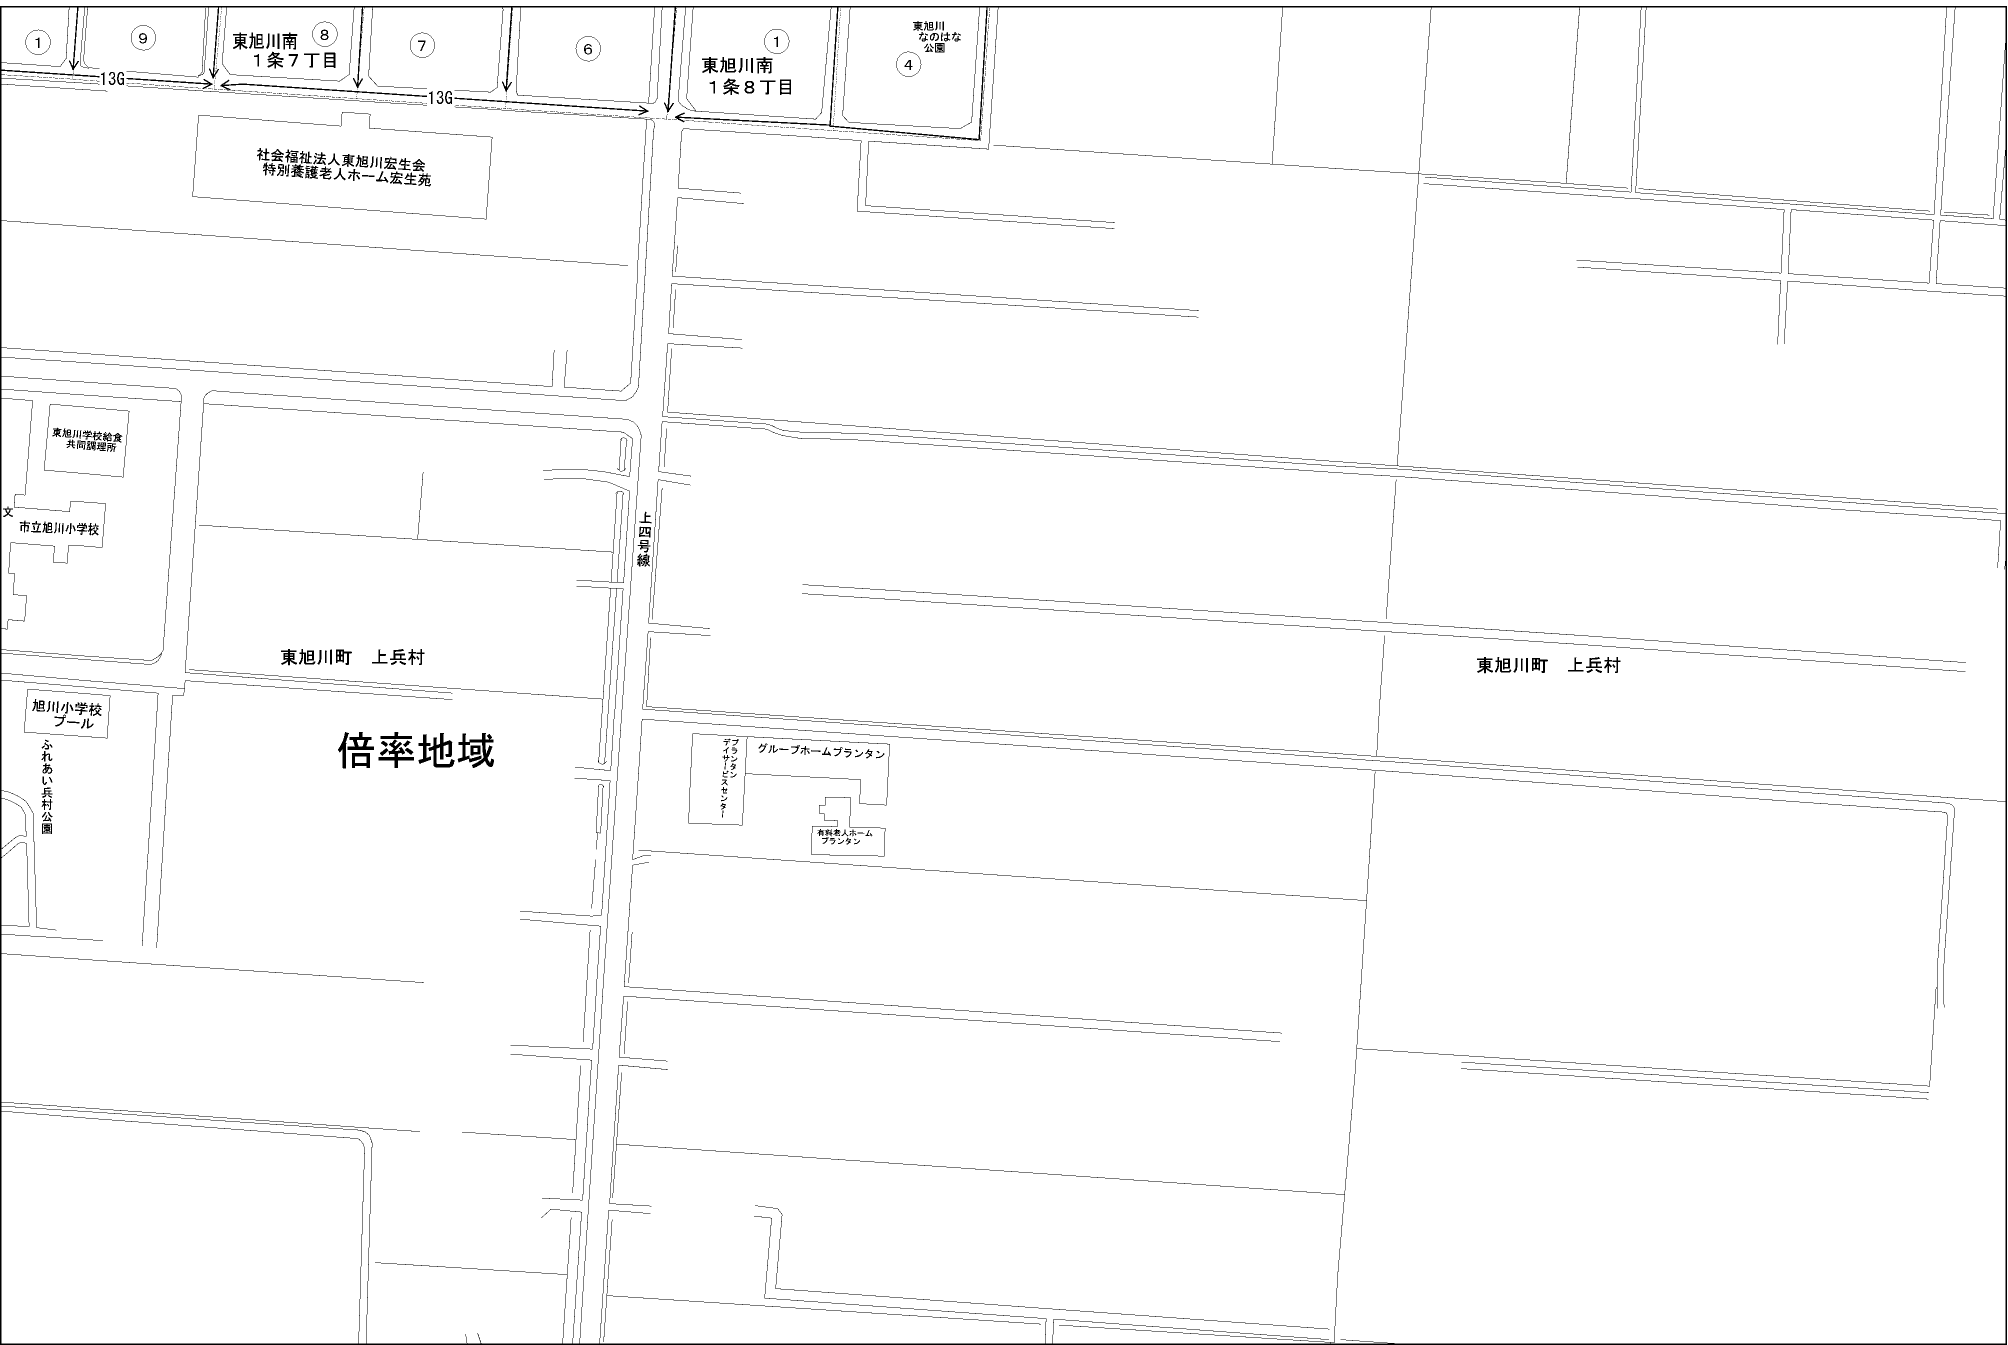 1
9
東旭川南
8
１条７丁目
7
6
1
東旭川南
１条８丁目
4
東旭川
なのはな
公園
13G
13G
社会福祉法人東旭川宏生会
特別養護老人ホーム宏生苑
東旭川学校給食
共同調理所
文
市立旭川小学校
上四号線
東旭川町　上兵村
東旭川町　上兵村
旭川小学校
プール
倍率地域
ふれあい兵村公園
プランタン
デイサービスセンター
グループホームプランタン
有料老人ホーム
プランタン